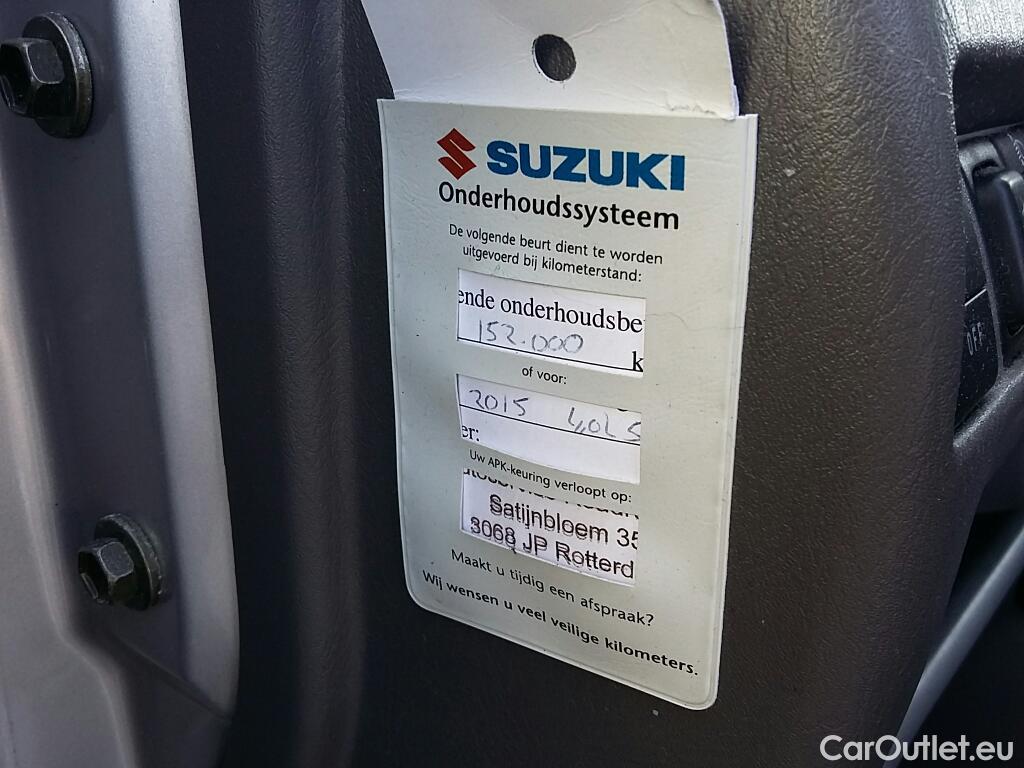 SUZUKI
Onderhoudssysteem
De volgende beurt dient te worden
uitgevoerd bij kilometerstand:
ende onderhoudsbe
152.000
k
of voor:
2015
er:
Uw APK-keuring verloopt op:
Satijnbloem 35
3068 JP Rotterd
Maakt u tijdig een afspraak?
Wij wensen u veel veilige kilometers.
OFF
CarOutlet.eu